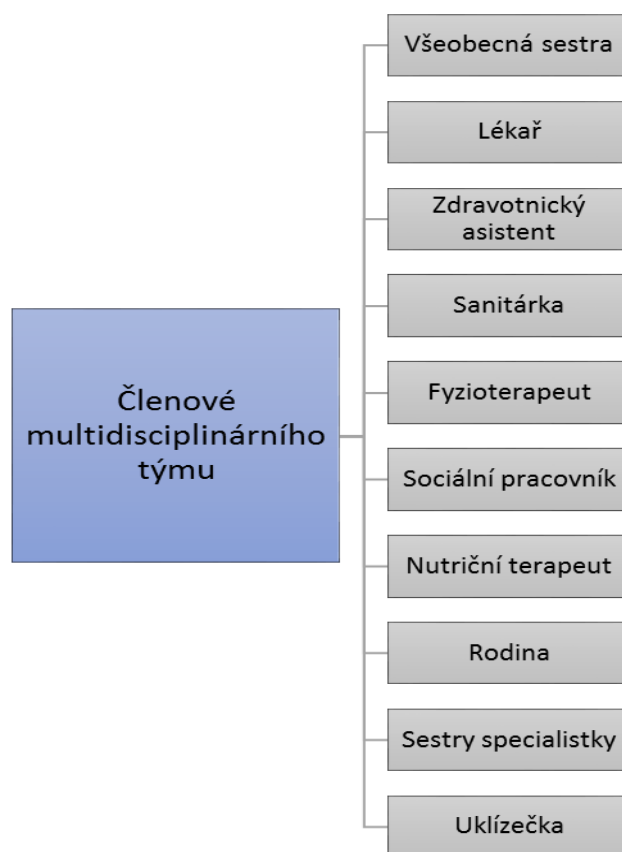 Všeobecná sestra
Lékař
Zdravotnický
asistent
Sanitárka
Členové
multidisciplinárního
týmu
Fyzioterapeut
Sociální pracovník
Nutriční terapeut
Rodina
Sestry specialistky
Uklízečka